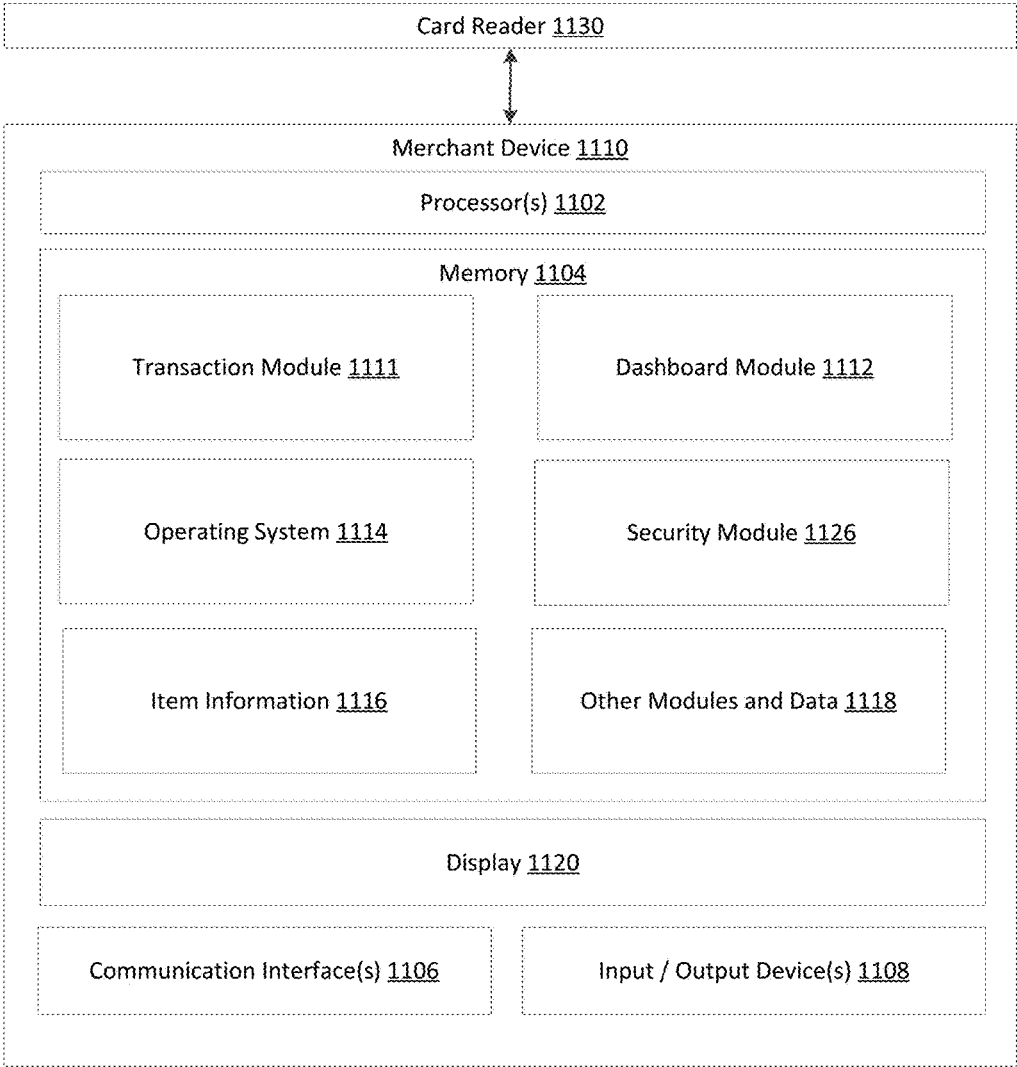 Card Reader 1130
Merchant Device 1110
Processor(s) 1102
Memory 1104
Transaction Module 1111
Dashboard Module 1112
Operating System 1114
Security Module 1126
Item Information 1116
Other Modules and Data 1118
Display 1120
Communication Interface(s) 1106
Input / Output Device(s) 1108